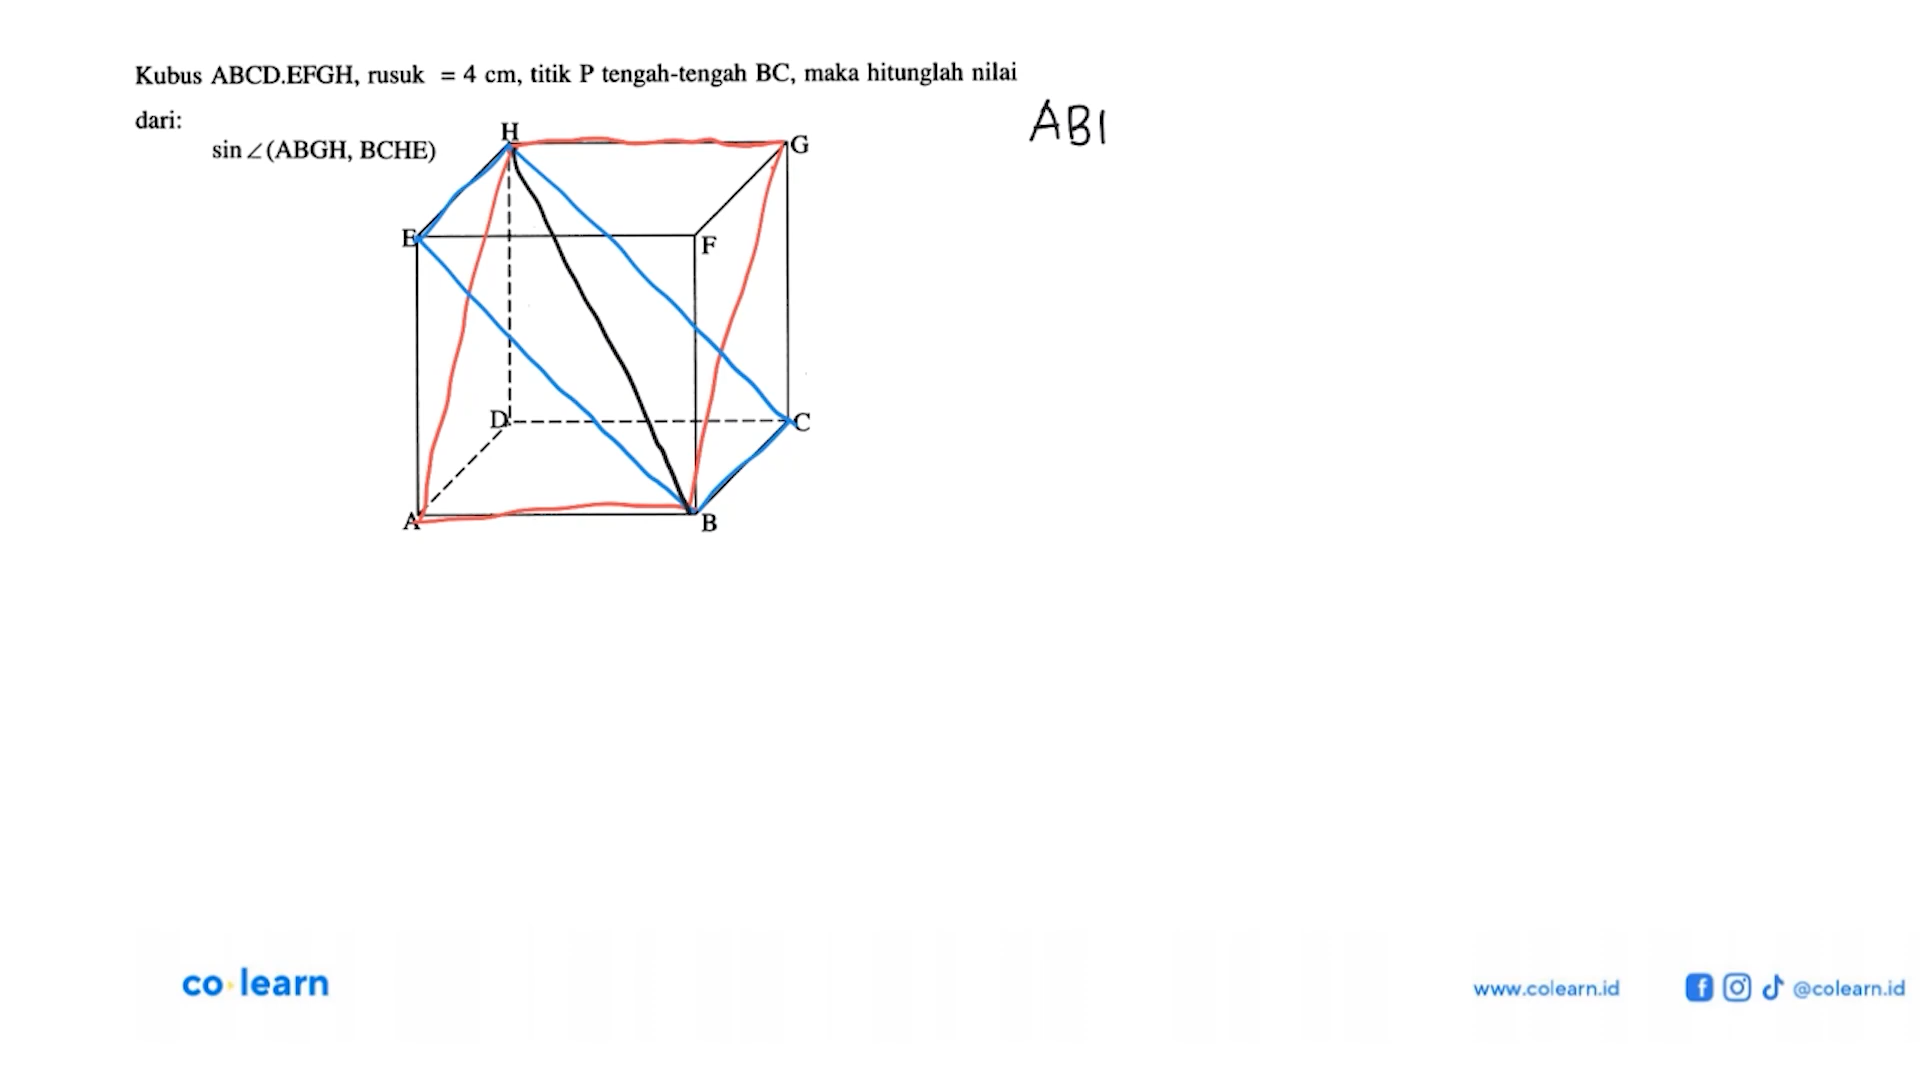 Kubus ABCD.EFGH, rusuk = 4 cm, titik P tengah-tengah BC, maka hitunglah nilai
dari:
sin∠(ABGH, BCHE)
ABI
H
G
E
F
D
C
A
B
co learn
www.colearn.id
@colearn.id